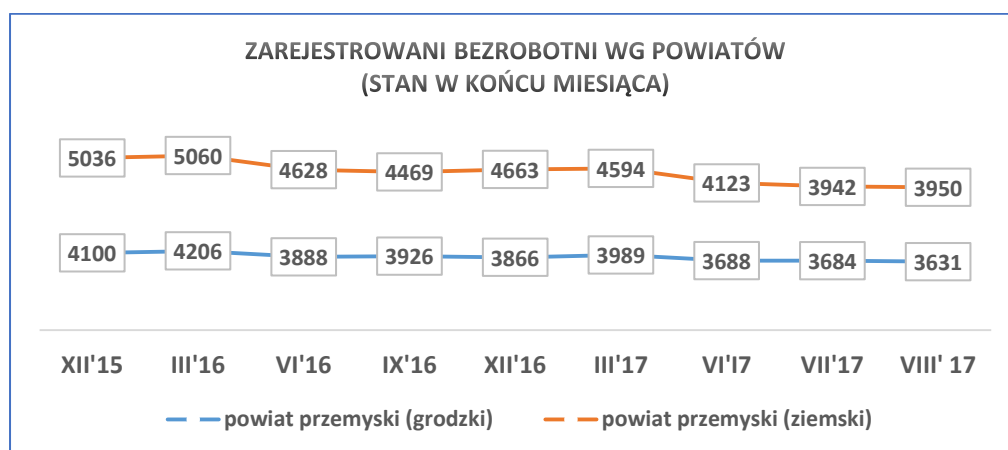 ZAREJESTROWANI BEZROBOTNI WG POWIATÓW
(STAN W KOŃCU MIESIĄCA)
5036 5060 4628 4469 4663 4594 4123 3942 3950
4100 4206 3888 3926 3866 3989 3688 3684 3631
XII'15 III'16 VI'16 IX'16 XII'16 III'17 VI'I7 VII'17 VIII' 17
powiat przemyski (grodzki) powiat przemyski (ziemski)